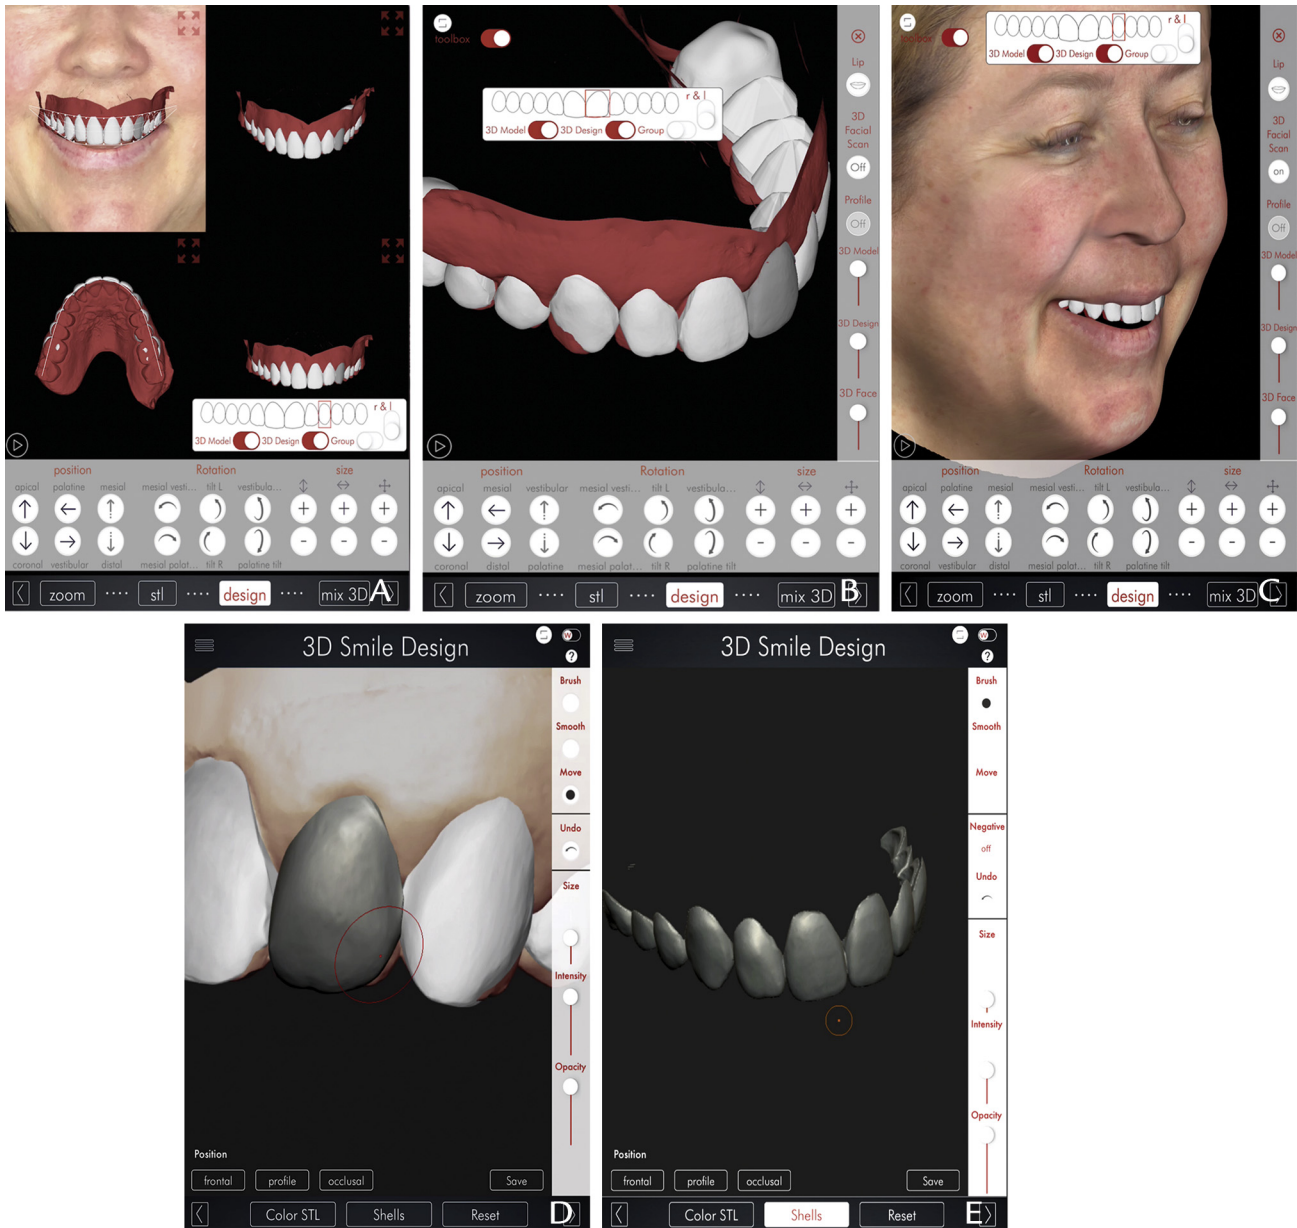 r & l
3D Model 3D Design Group
position Rotation size
apical palatine mesial mesial vesti... tilt L vestibula...
coronal vestibular distal mesial palat... tilt R palatine tilt
zoom .... stl .... design .... mix 3D
A
toolbox
r & l
3D Model 3D Design Group
Lip
3D
Facial
Scan
Off
Profile
Off
3D Model
3D Design
3D Face
position Rotation size
apical mesial vestibular mesial vesti... tilt L vestibula...
coronal distal palatine mesial palat... tilt R palatine tilt
zoom .... stl .... design .... mix 3D
B
toolbox
r & l
3D Model 3D Design Group
Lip
3D
Facial
Scan
on
Profile
Off
3D Model
3D Design
3D Face
position Rotation size
apical palatine mesial mesial vesti... tilt L vestibula...
coronal vestibular distal mesial palat... tilt R palatine tilt
zoom .... stl .... design .... mix 3D
C
3D Smile Design
W
?
Brush
Smooth
Move
Undo
Size
Intensity
Opacity
Position
frontal profile occlusal Save
Color STL Shells Reset
D
3D Smile Design
W
?
Brush
Smooth
Move
Negative
off
Undo
Size
Intensity
Opacity
Position
frontal profile occlusal Save
Color STL Shells Reset
E